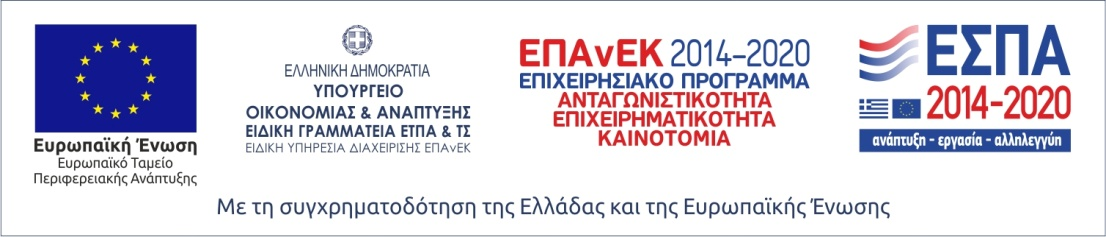 Ευρωπαϊκή Ένωση
Ευρωπαϊκό Ταμείο
Περιφερειακής Ανάπτυξης
ΕΛΛΗΝΙΚΗ ΔΗΜΟΚΡΑΤΙΑ
ΥΠΟΥΡΓΕΙΟ
ΟΙΚΟΝΟΜΙΑΣ & ΑΝΑΠΤΥΞΗΣ
ΕΙΔΙΚΗ ΓΡΑΜΜΑΤΕΙΑ ΕΤΠΑ & ΤΣ
ΕΙΔΙΚΗ ΥΠΗΡΕΣΙΑ ΔΙΑΧΕΙΡΙΣΗΣ ΕΠΑνΕΚ
ΕΠΑνΕΚ 2014–2020
ΕΠΙΧΕΙΡΗΣΙΑΚΟ ΠΡΟΓΡΑΜΜΑ
ΑΝΤΑΓΩΝΙΣΤΙΚΟΤΗΤΑ
ΕΠΙΧΕΙΡΗΜΑΤΙΚΟΤΗΤΑ
ΚΑΙΝΟΤΟΜΙΑ
ΕΣΠΑ
2014-2020
ανάπτυξη - εργασία - αλληλεγγύη
Με τη συγχρηματοδότηση της Ελλάδας και της Ευρωπαϊκής Ένωσης